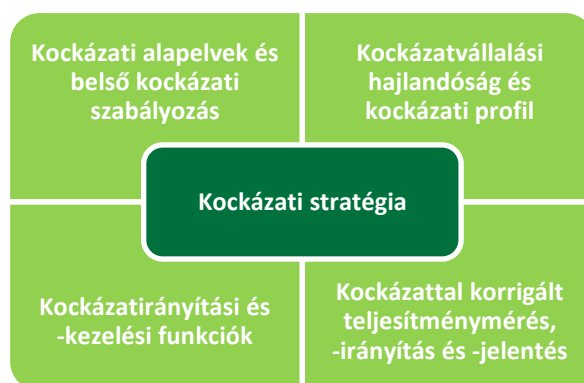 Kockázati alapelvek és
belső kockázati
szabályozás
Kockázatvállalási
hajlandóság és
kockázati profil
Kockázati stratégia
Kockázatirányítási és
-kezelési funkciók
Kockázattal korrigált
teljesítménymérés,
-irányítás és -jelentés